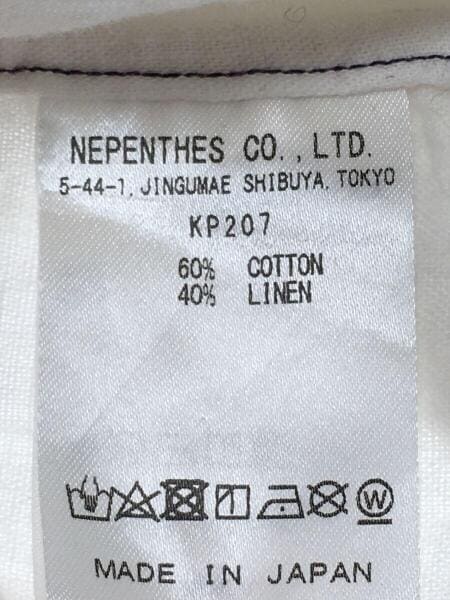 NEPENTHES CO., LTD.
5-44-1, JINGUMAE SHIBUYA, TOKYO
KP207
60% COTTON
40% LINEN
W
MADE IN JAPAN